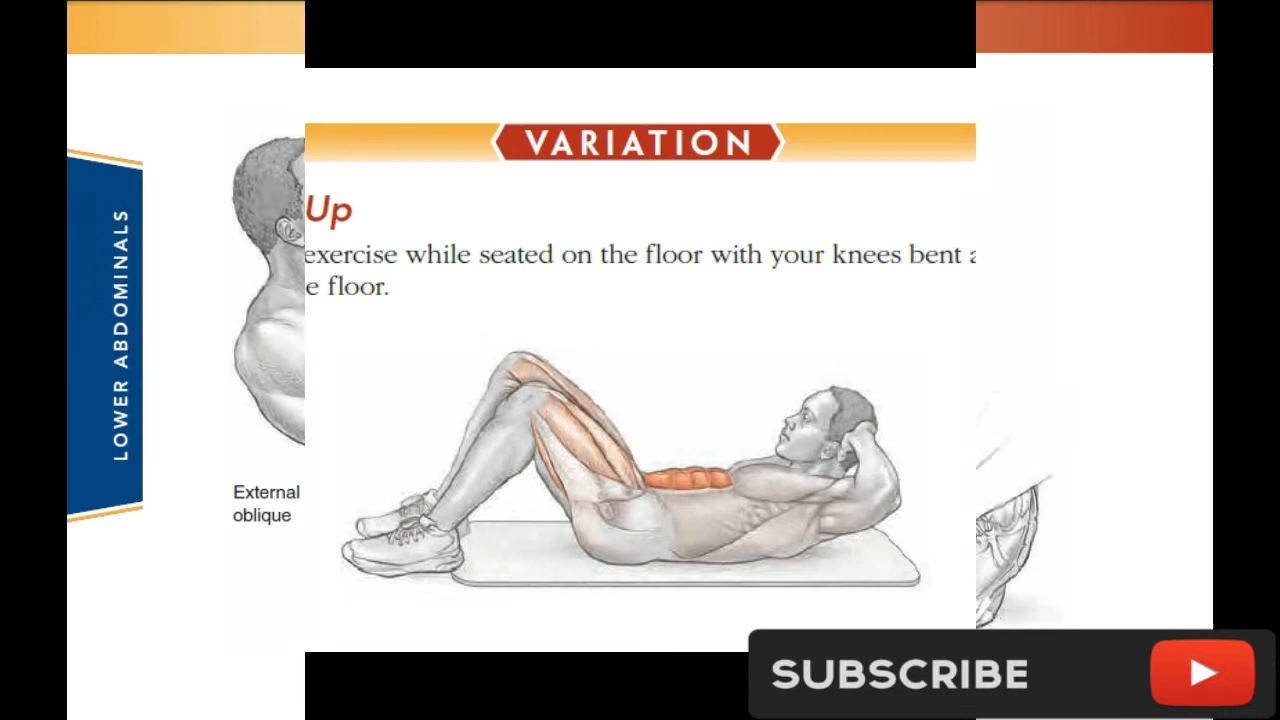 LOWER ABDOMINALS
VARIATION
Up
exercise while seated on the floor with your knees bent
e floor.
External
oblique
SUBSCRIBE